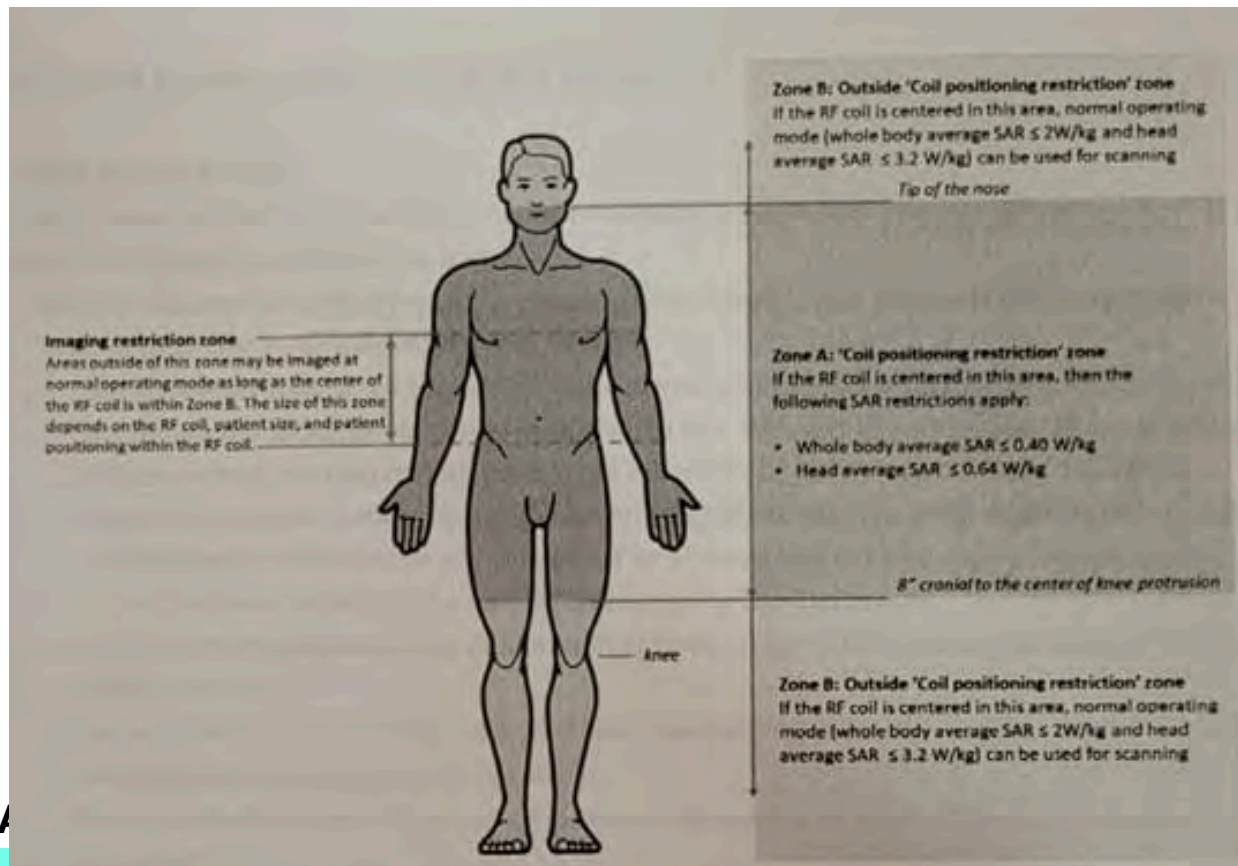 Zone B: Outside 'Coil positioning restriction' zone
If the RF coil is centered in this area, normal operating
mode (whole body average SAR ≤ 2W/kg and head
average SAR ≤ 3.2 W/kg) can be used for scanning
Tip of the nose
Imaging restriction zone
Areas outside of this zone may be imaged at
normal operating mode as long as the center of
the RF coil is within Zone B. The size of this zone
depends on the RF coil, patient size, and patient
positioning within the RF coil.
Zone A: 'Coil positioning restriction' zone
If the RF coil is centered in this area, then the
following SAR restrictions apply:
• Whole body average SAR ≤ 0.40 W/kg
• Head average SAR ≤ 0.64 W/kg
8" cranial to the center of knee protrusion
knee
Zone B: Outside 'Coil positioning restriction' zone
If the RF coil is centered in this area, normal operating
mode (whole body average SAR ≤ 2W/kg and head
average SAR ≤ 3.2 W/kg) can be used for scanning